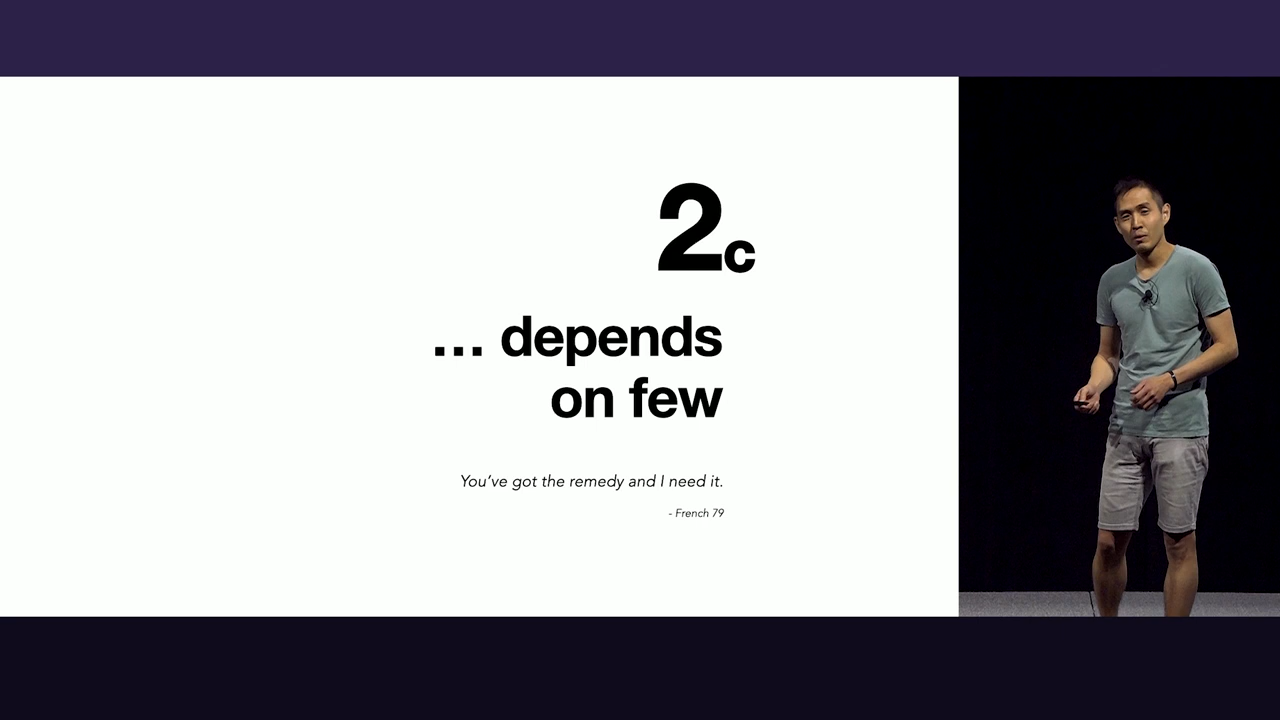 2c
… depends
on few
You've got the remedy and I need it.
- French 79